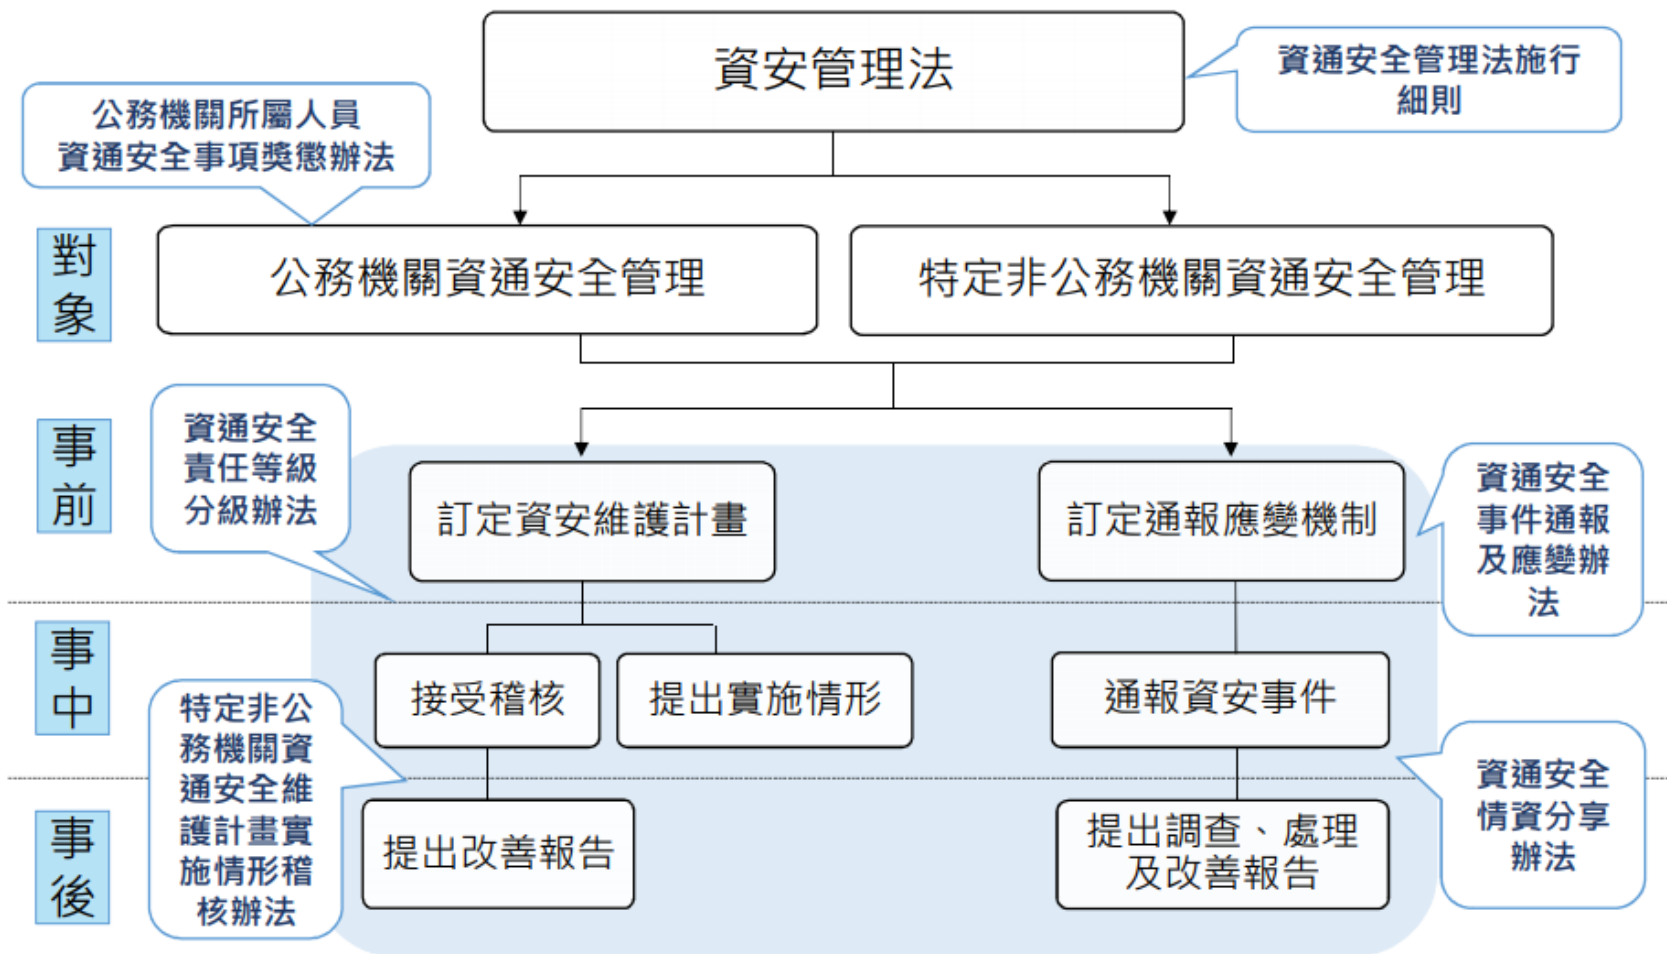 資安管理法
資通安全管理法施行
細則
公務機關所屬人員
資通安全事項獎懲辦法
對
象
公務機關資通安全管理
特定非公務機關資通安全管理
事
前
資通安全
責任等級
分級辦法
訂定資安維護計畫
訂定通報應變機制
資通安全
事件通報
及應變辦
法
事
中
接受稽核
提出實施情形
通報資安事件
特定非公
務機關資
通安全維
護計畫實
施情形稽
核辦法
資通安全
情資分享
辦法
事
後
提出改善報告
提出調查、處理
及改善報告